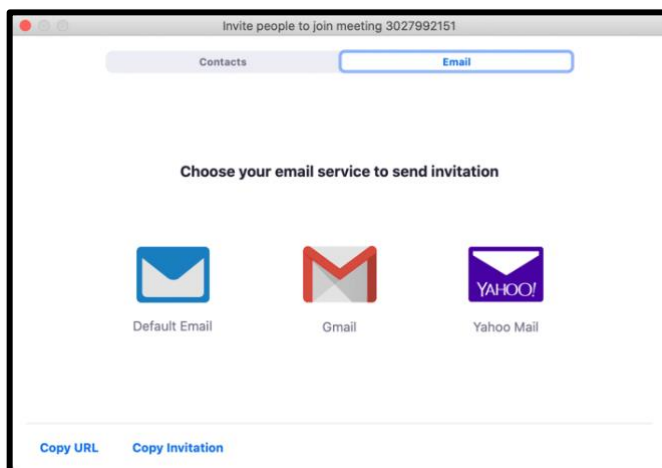 Invite people to join meeting 3027992151
Contacts Email
Choose your email service to send invitation
YAHOO!
Default Email Gmail Yahoo Mail
Copy URL Copy Invitation